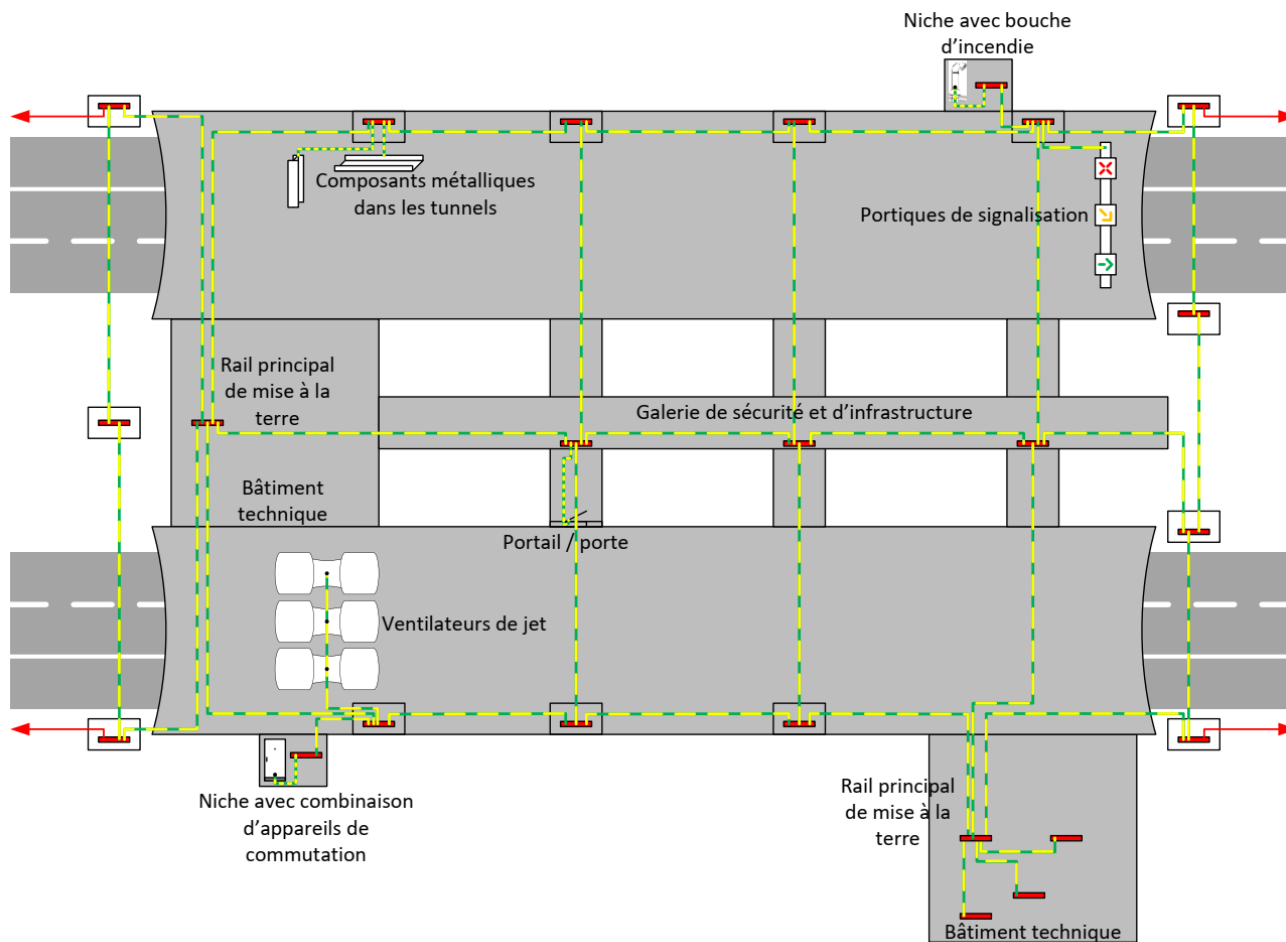 Niche avec bouche
d’incendie
Composants métalliques
dans les tunnels
Portiques de signalisation
Rail principal
de mise à la
terre
Galerie de sécurité et d’infrastructure
Bâtiment
technique
Portail / porte
Ventilateurs de jet
Niche avec combinaison
d’appareils de
commutation
Rail principal
de mise à la
terre
Bâtiment technique